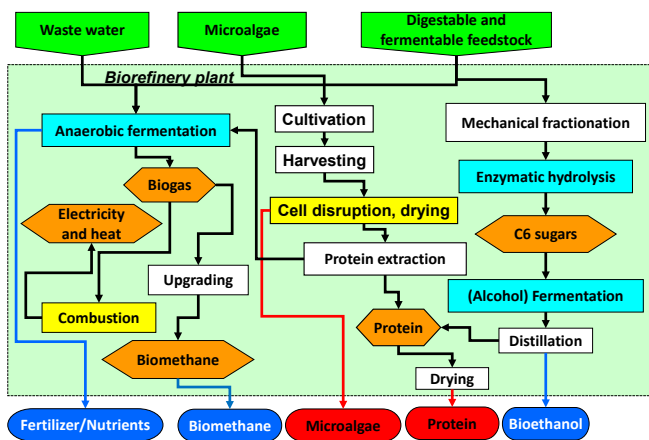 Waste water
Microalgae
Digestable and
fermentable feedstock
Biorefinery plant
Anaerobic fermentation
Cultivation
Mechanical fractionation
Harvesting
Biogas
Enzymatic hydrolysis
Electricity
and heat
Cell disruption, drying
C6 sugars
Upgrading
Protein extraction
Combustion
(Alcohol) Fermentation
Protein
Biomethane
Distillation
Drying
Fertilizer/Nutrients
Biomethane
Microalgae
Protein
Bioethanol